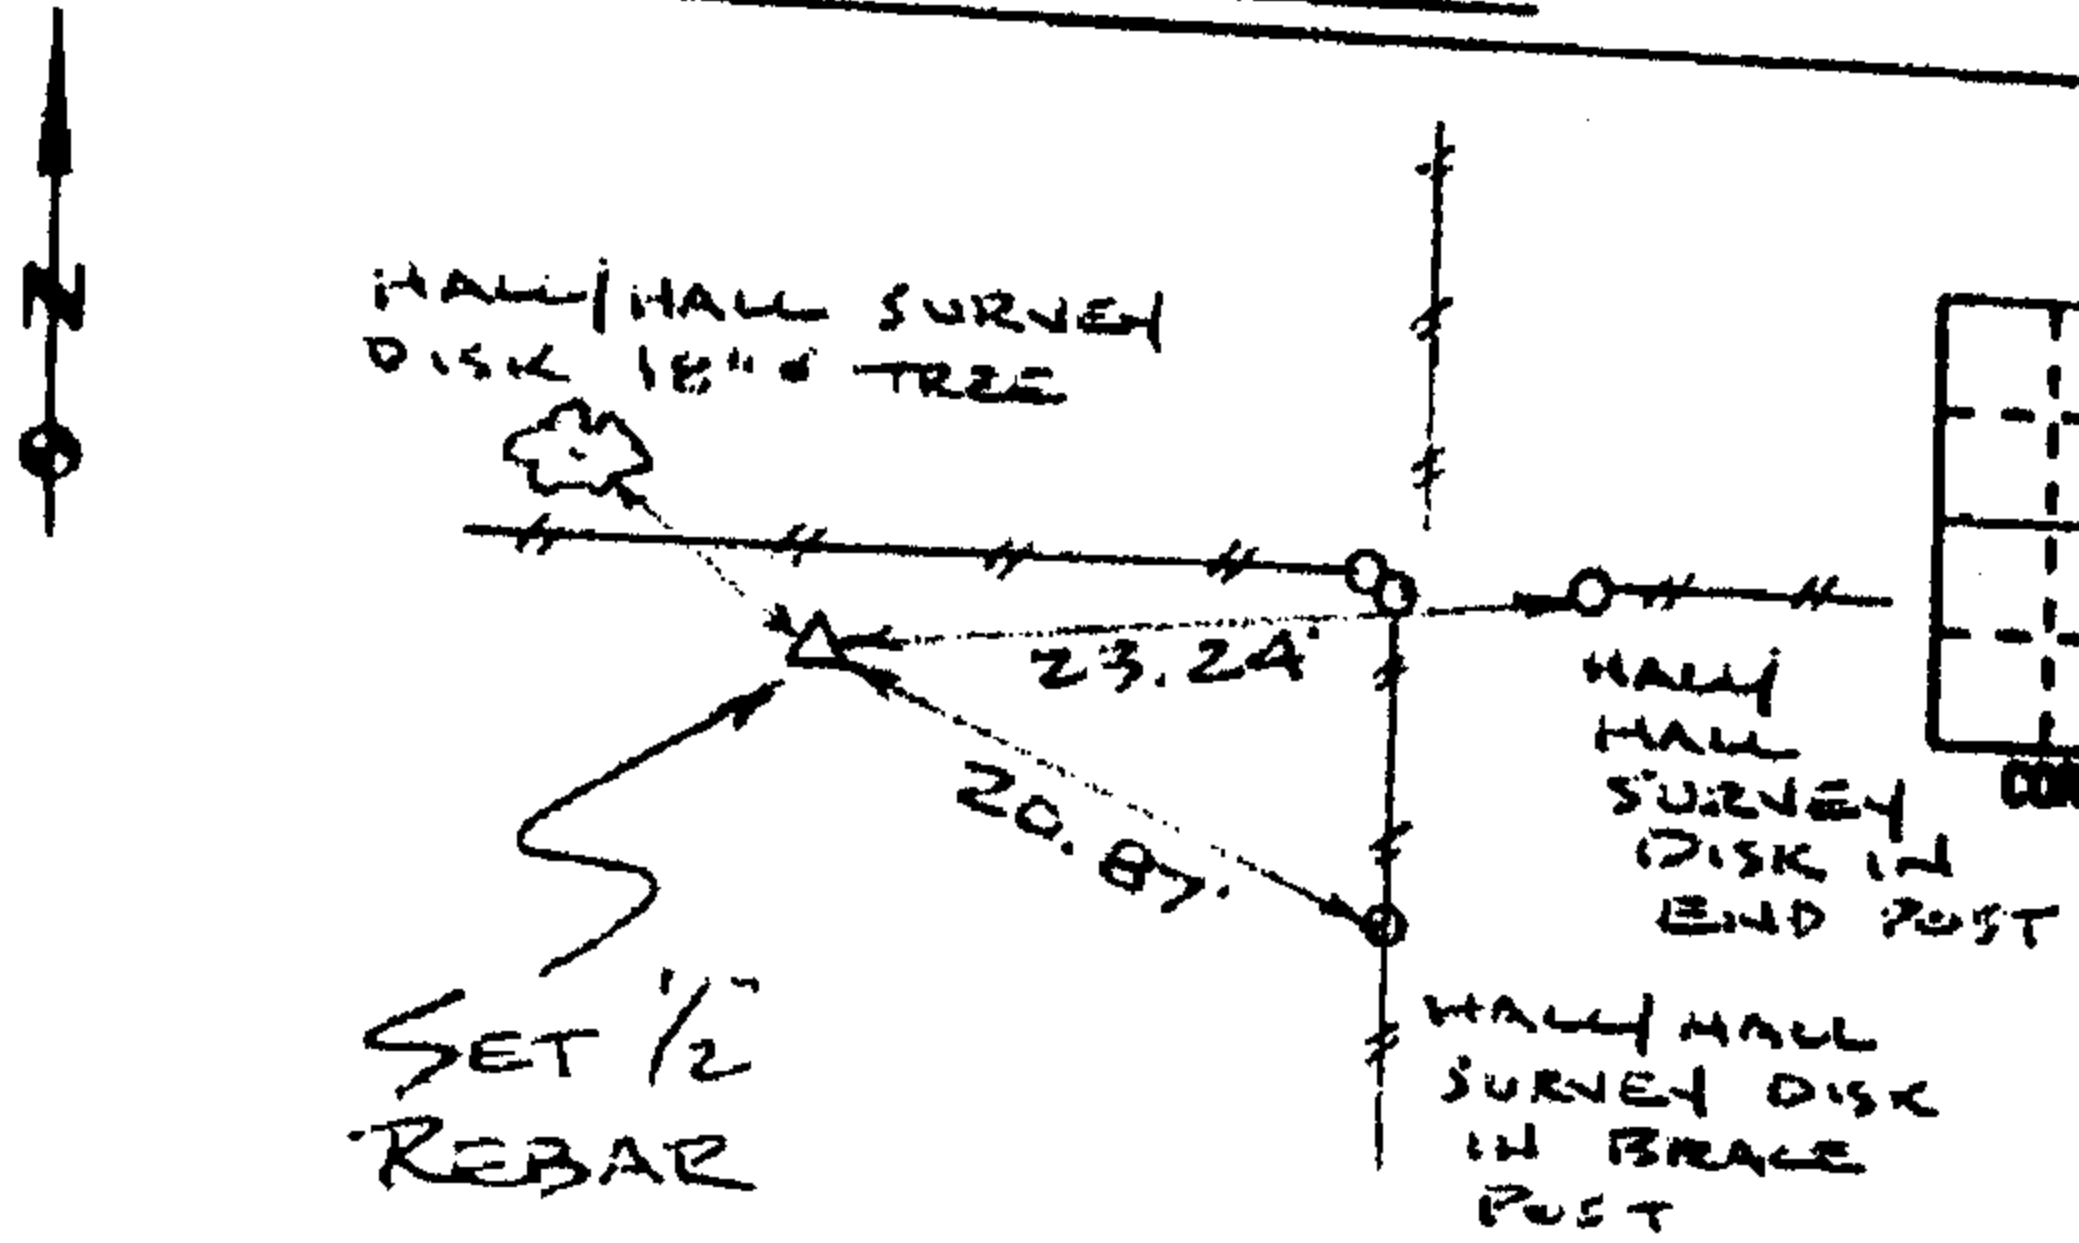 N
HALL/HALL SURVEY
DISK 18"ø TREE
23.24'
20.87'
HALL/
HALL
SURVEY
DISK IN
END POST
SET 1/2"
REBAR
HALL/HALL
SURVEY DISK
IN BRACE
POST